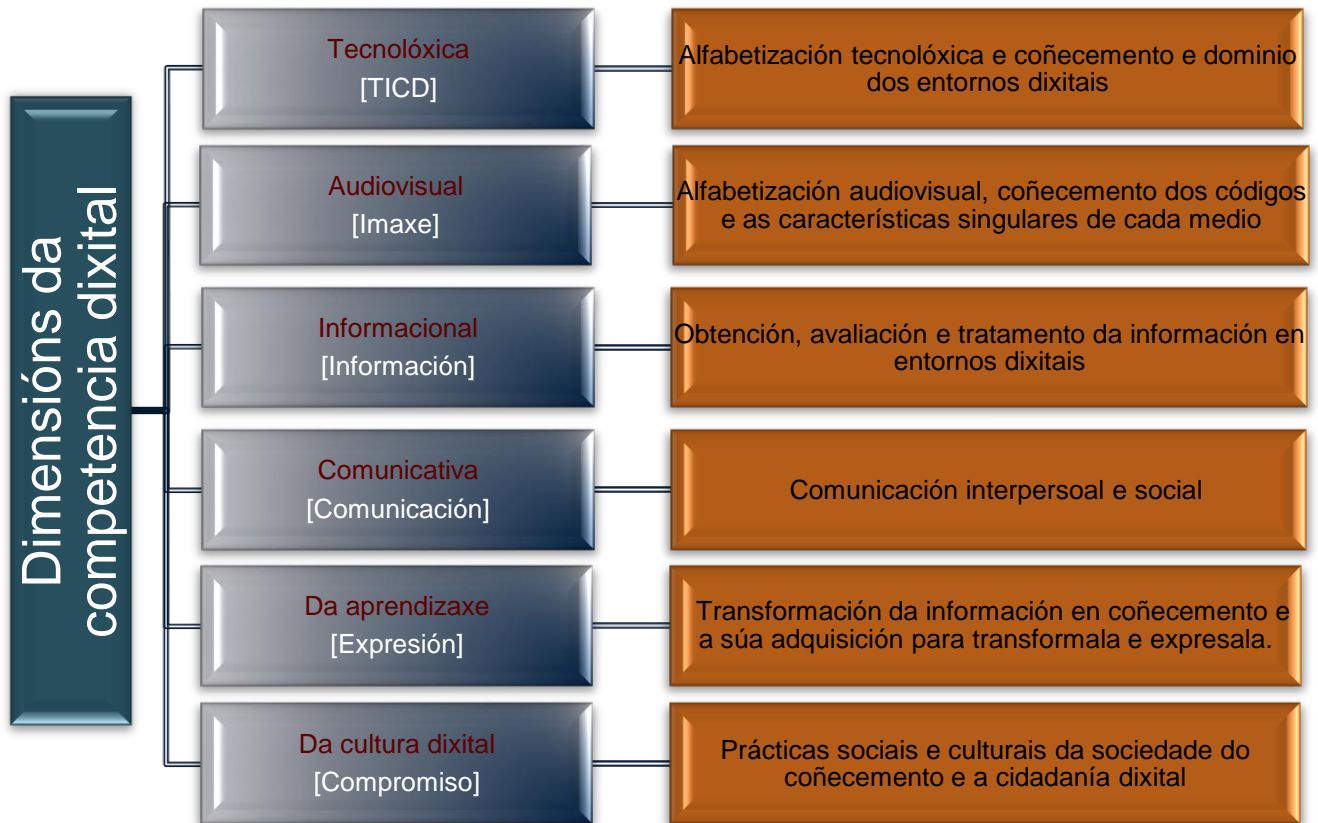 Dimensións da
competencia dixital
Tecnolóxica
[TICD]
Alfabetización tecnolóxica e coñecemento e dominio
dos entornos dixitais
Audiovisual
[Imaxe]
Alfabetización audiovisual, coñecemento dos códigos
e as características singulares de cada medio
Informacional
[Información]
Obtención, avaliación e tratamento da información en
entornos dixitais
Comunicativa
[Comunicación]
Comunicación interpersoal e social
Da aprendizaxe
[Expresión]
Transformación da información en coñecemento e
a súa adquisición para transformala e expresala.
Da cultura dixital
[Compromiso]
Prácticas sociais e culturais da sociedade do
coñecemento e a cidadanía dixital